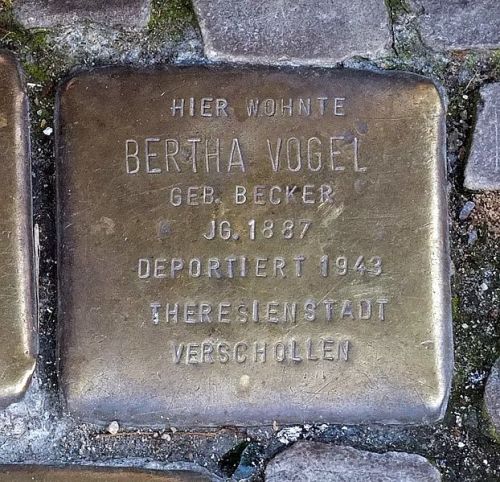 HIER WOHNTE
BERTHA VOGEL
GEB. BECKER
JG. 1887
DEPORTIERT 1943
THERESIENSTADT
VERSCHOLLEN